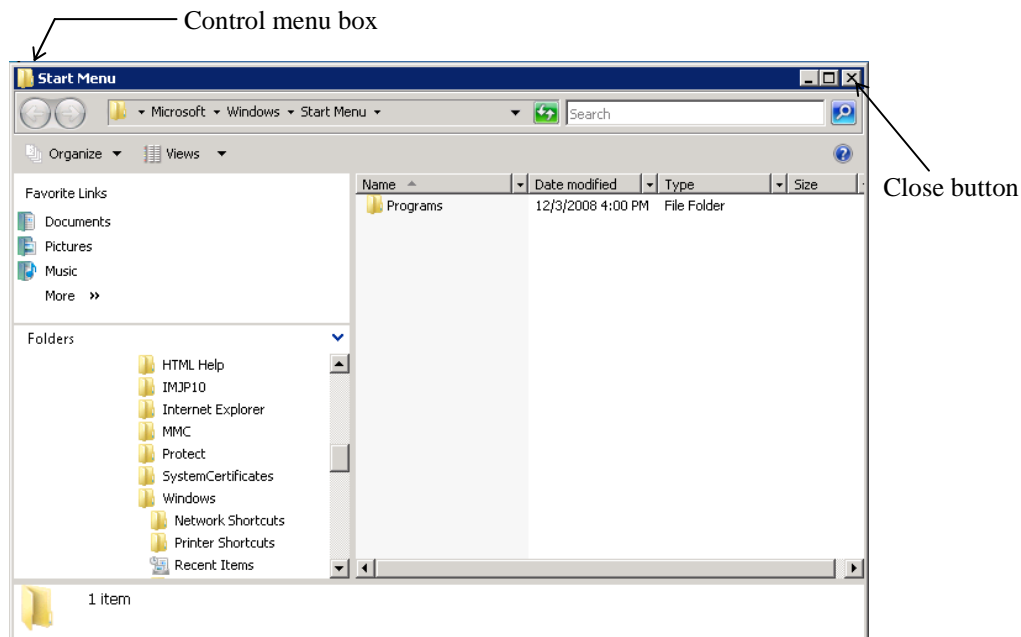 Control menu box
Start Menu
Microsoft Windows Start Menu
Search
Organize Views
Close button
Favorite Links
Documents
Pictures
Music
More »
Name Date modified Type Size
Programs 12/3/2008 4:00 PM File Folder
Folders
HTML Help
IMJP10
Internet Explorer
MMC
Protect
SystemCertificates
Windows
Network Shortcuts
Printer Shortcuts
Recent Items
1 item